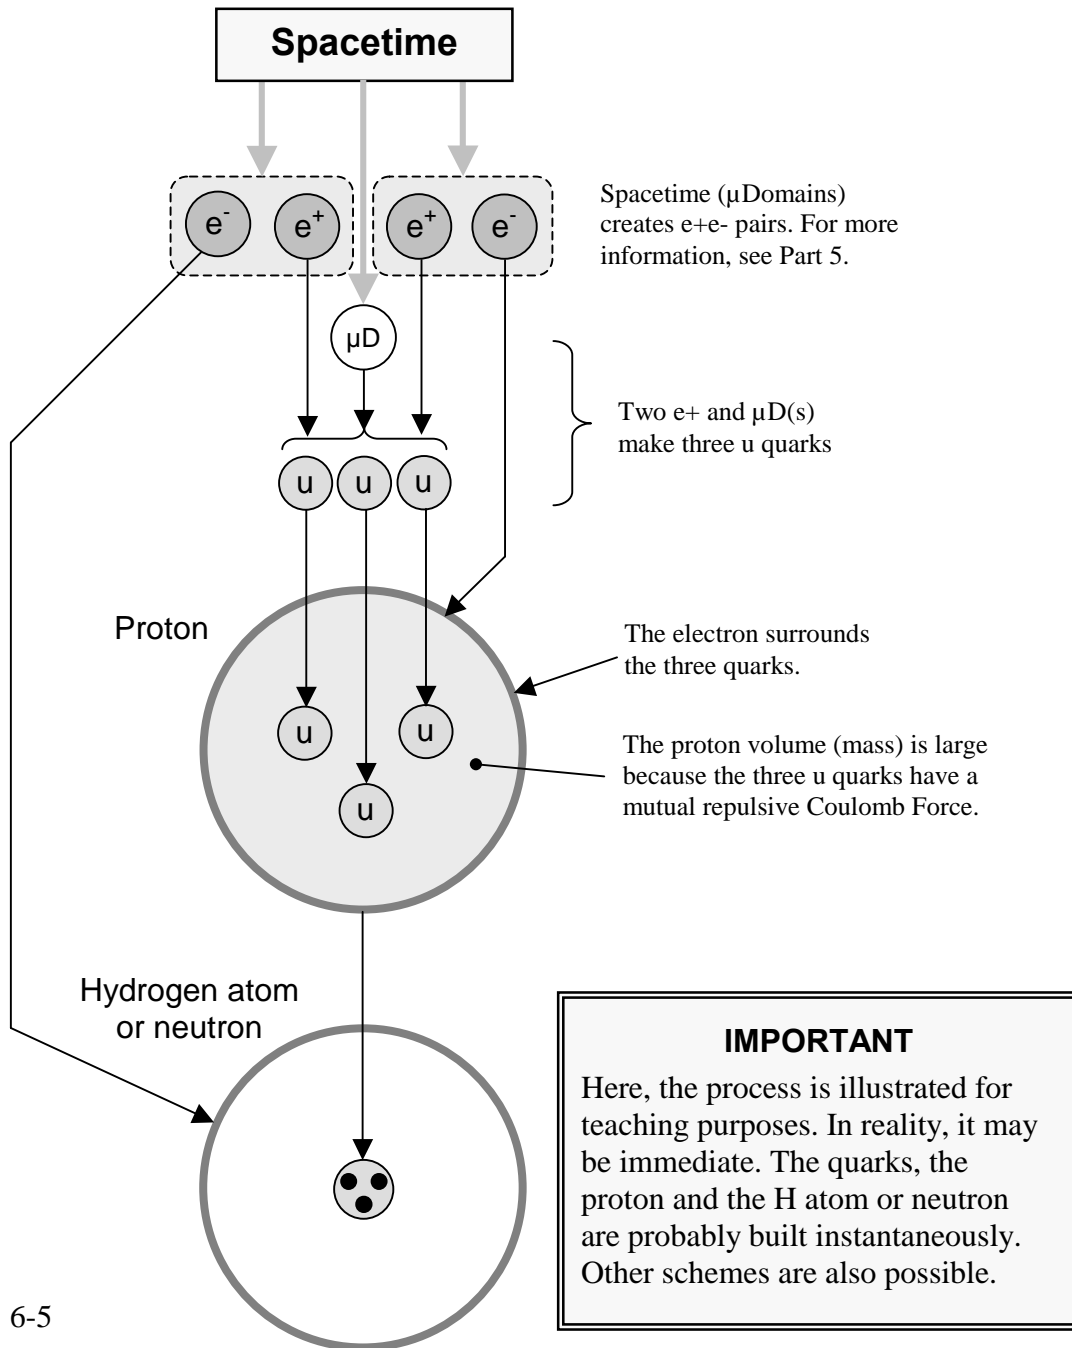 Spacetime
e- e+ e+ e-
Spacetime (µDomains)
creates e+e- pairs. For more
information, see Part 5.
µD
Two e+ and µD(s)
make three u quarks
u u u
Proton
The electron surrounds
the three quarks.
u u
u
The proton volume (mass) is large
because the three u quarks have a
mutual repulsive Coulomb Force.
Hydrogen atom
or neutron
IMPORTANT
Here, the process is illustrated for
teaching purposes. In reality, it may
be immediate. The quarks, the
proton and the H atom or neutron
are probably built instantaneously.
Other schemes are also possible.
6-5